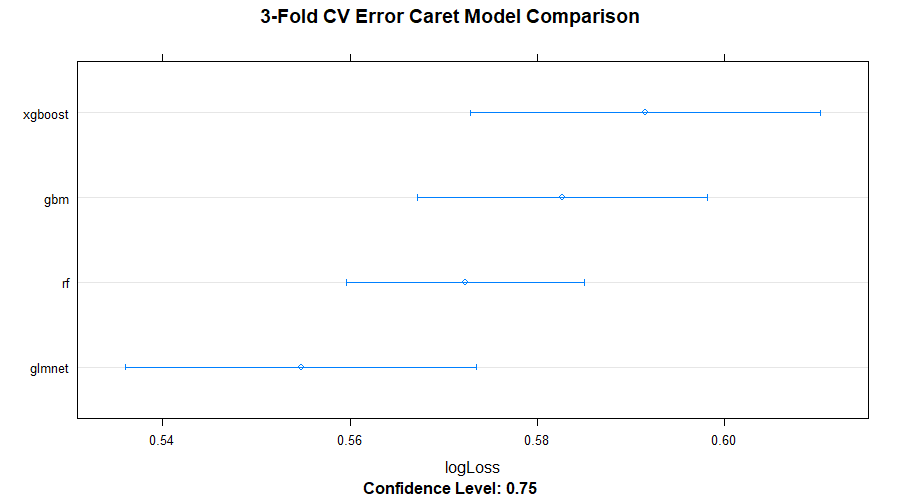 3-Fold CV Error Caret Model Comparison
xgboost
gbm
rf
glmnet
0.54 0.56 0.58 0.60
logLoss
Confidence Level: 0.75